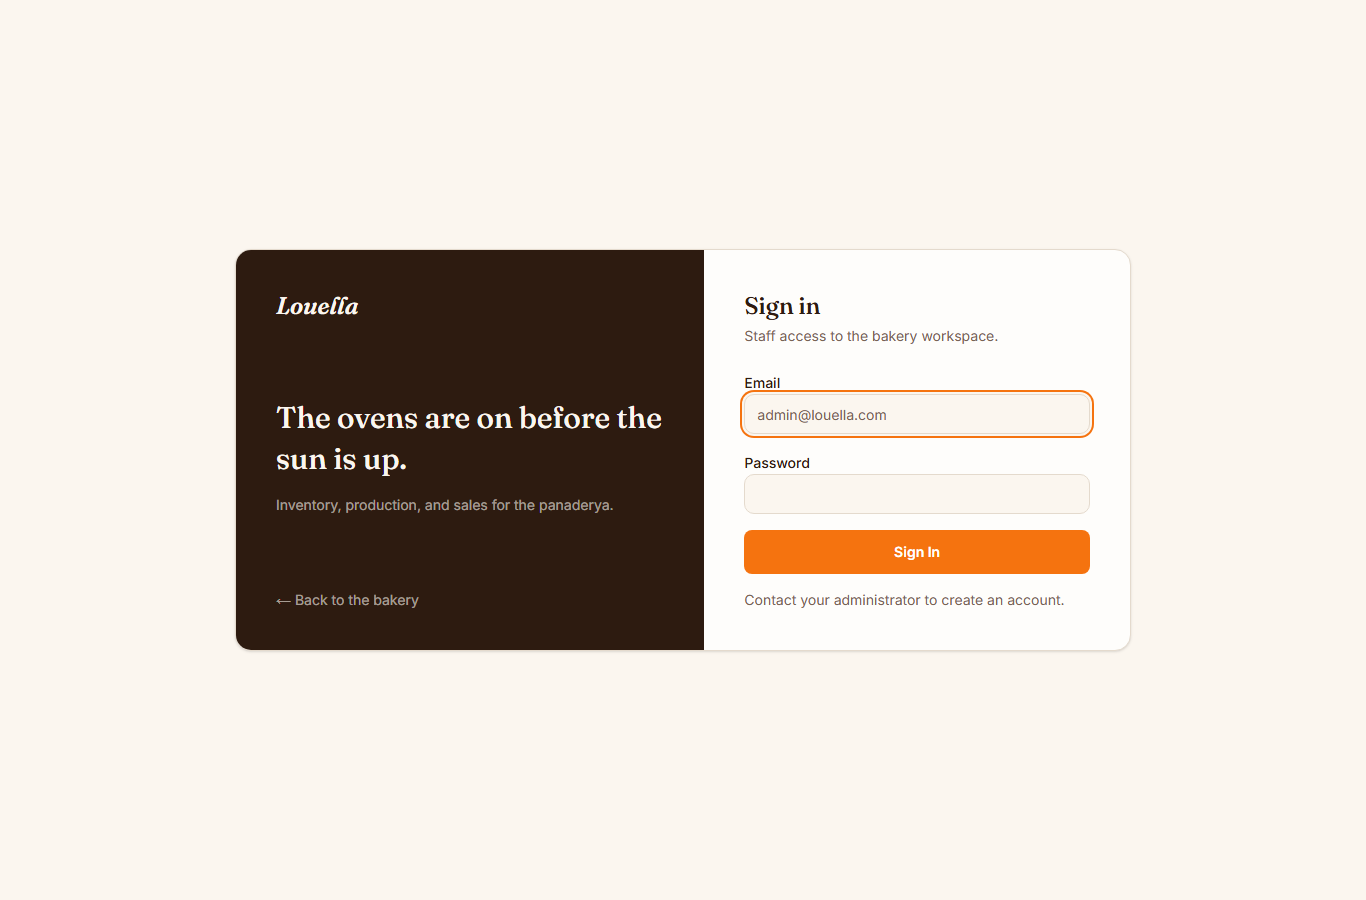 Louella
The ovens are on before the
sun is up.
Inventory, production, and sales for the panaderya.
← Back to the bakery
Sign in
Staff access to the bakery workspace.
Email
admin@louella.com
Password
Sign In
Contact your administrator to create an account.